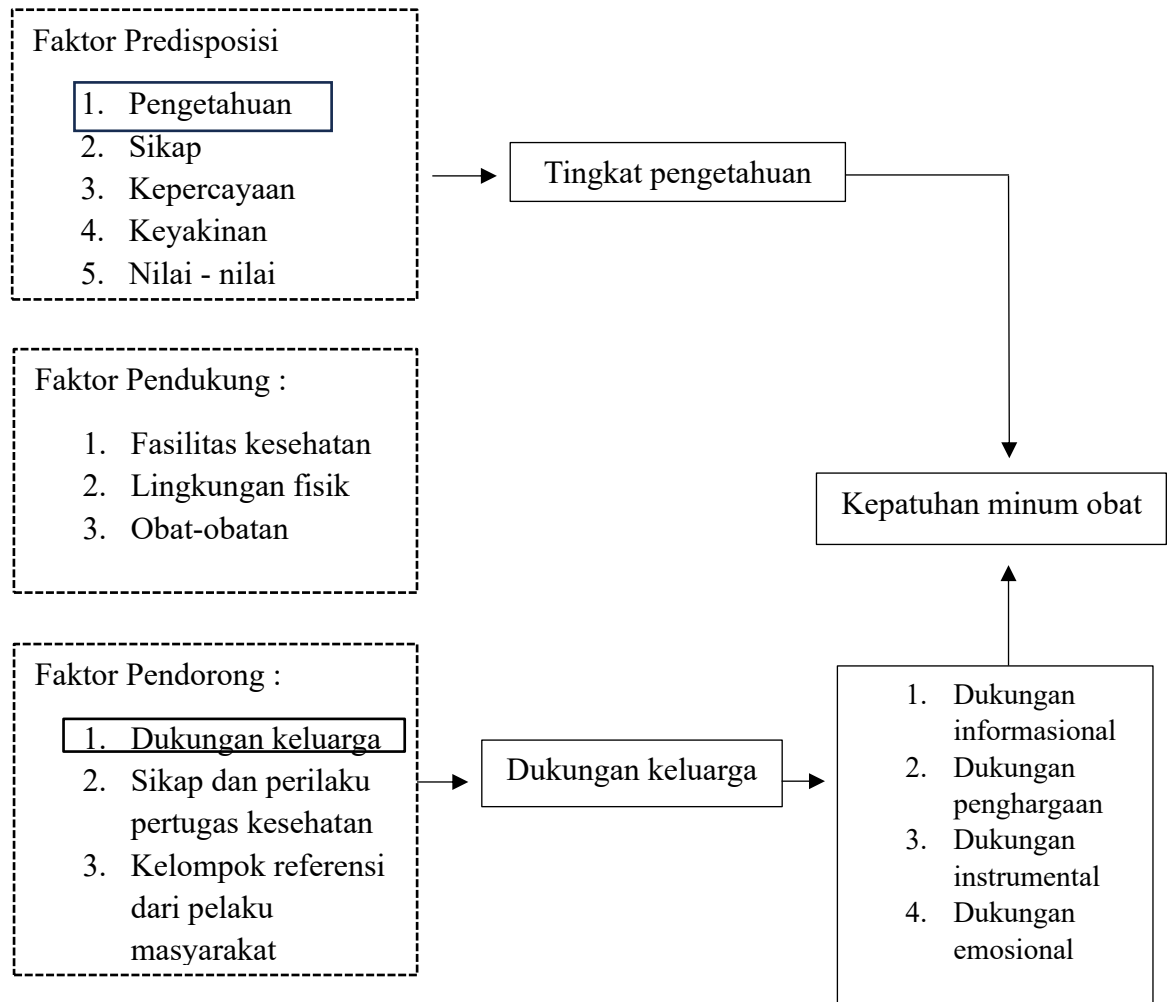 Faktor Predisposisi
1. Pengetahuan
2. Sikap
3. Kepercayaan
4. Keyakinan
5. Nilai - nilai
Tingkat pengetahuan
Faktor Pendukung :
1. Fasilitas kesehatan
2. Lingkungan fisik
3. Obat-obatan
Kepatuhan minum obat
Faktor Pendorong :
1. Dukungan keluarga
2. Sikap dan perilaku
pertugas kesehatan
3. Kelompok referensi
dari pelaku
masyarakat
Dukungan keluarga
1. Dukungan
informasional
2. Dukungan
penghargaan
3. Dukungan
instrumental
4. Dukungan
emosional